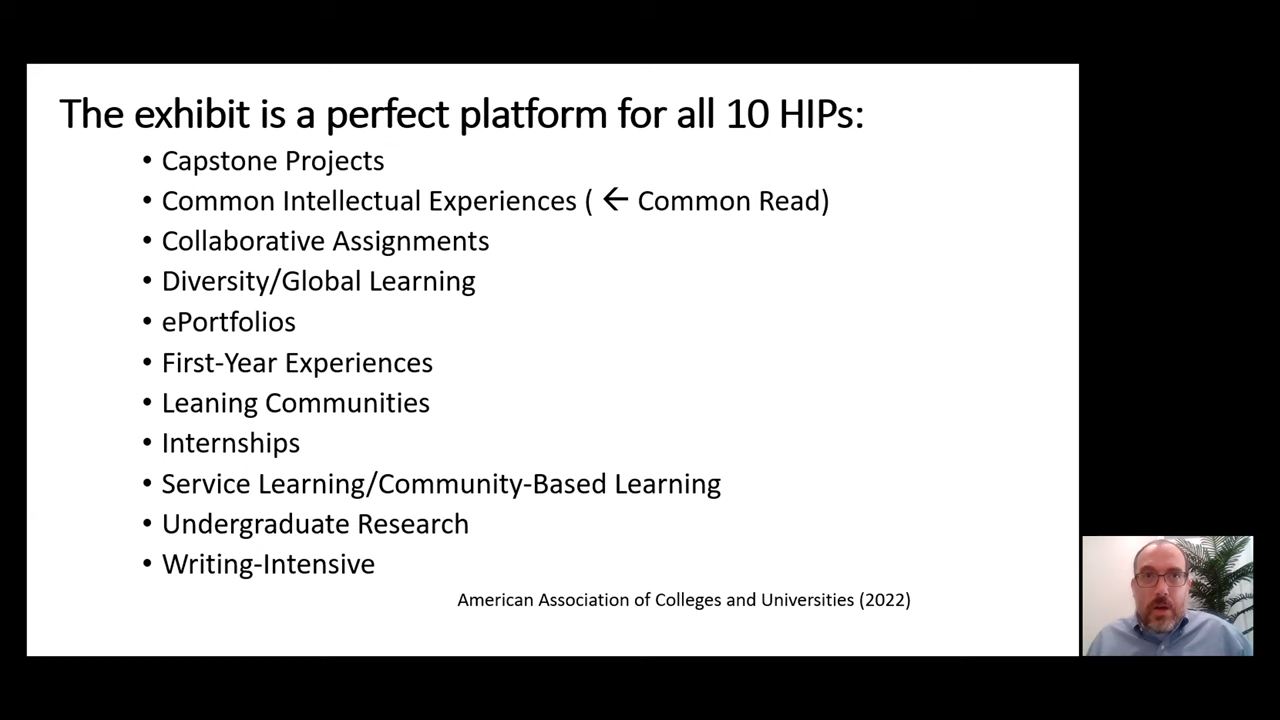 The exhibit is a perfect platform for all 10 HIPs:
• Capstone Projects
• Common Intellectual Experiences ( ← Common Read)
• Collaborative Assignments
• Diversity/Global Learning
• ePortfolios
• First-Year Experiences
• Leaning Communities
• Internships
• Service Learning/Community-Based Learning
• Undergraduate Research
• Writing-Intensive
American Association of Colleges and Universities (2022)